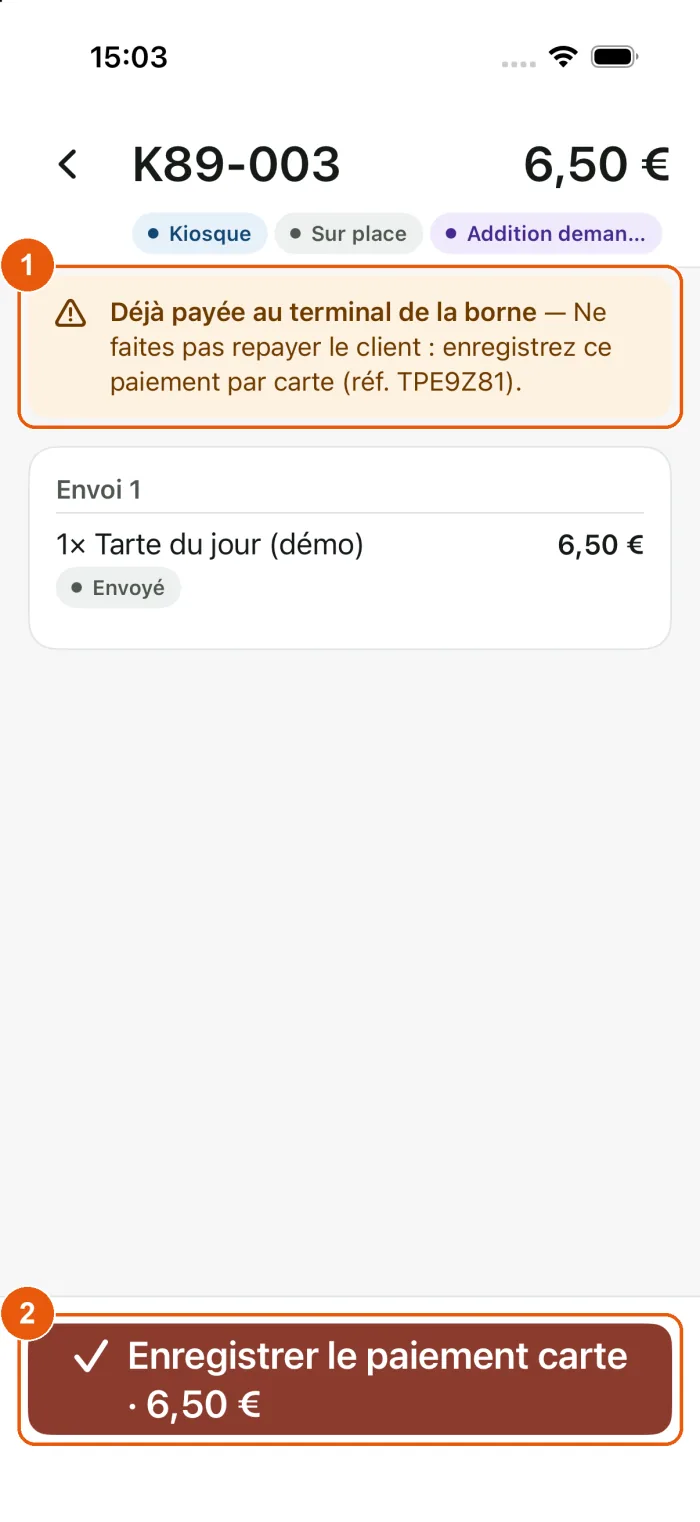 15:03
K89-003
6,50 €
Kiosque
Sur place
Addition deman...
1
Déjà payée au terminal de la borne — Ne
faites pas repayer le client : enregistrez ce
paiement par carte (réf. TPE9Z81).
Envoi 1
1× Tarte du jour (démo)
6,50 €
Envoyé
2
Enregistrer le paiement carte
· 6,50 €